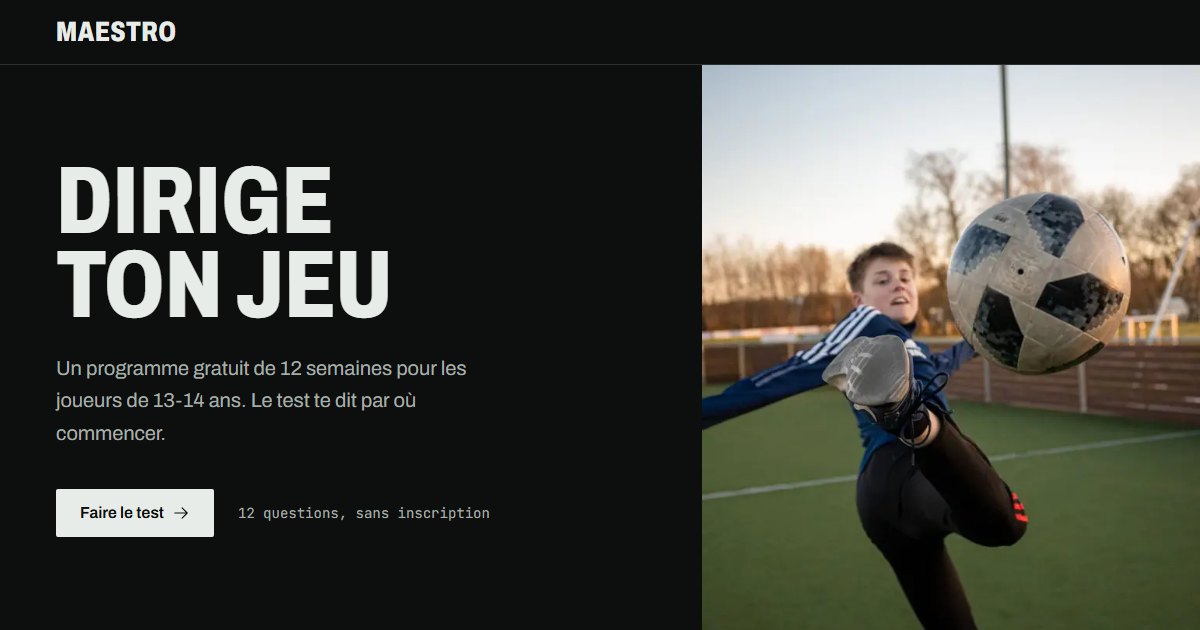 MAESTRO
DIRIGE
TON JEU
Un programme gratuit de 12 semaines pour les
joueurs de 13-14 ans. Le test te dit par où
commencer.
Faire le test →
12 questions, sans inscription